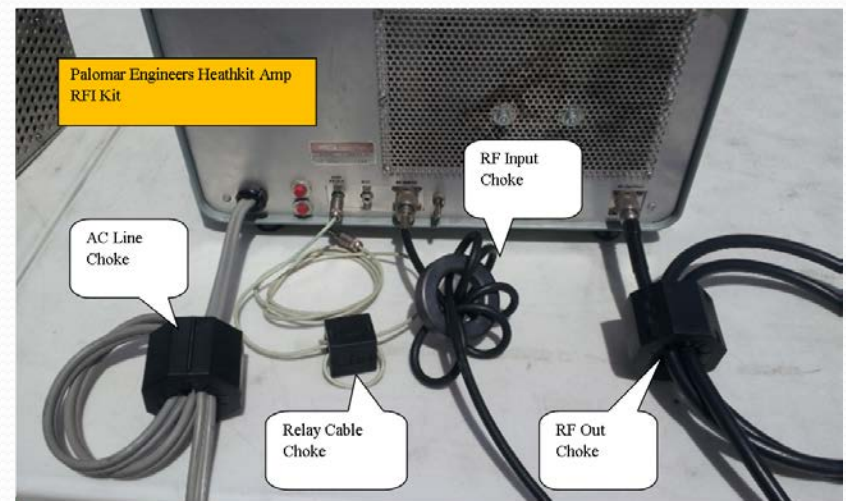 Palomar Engineers Heathkit Amp
RFI Kit
RF Input
Choke
AC Line
Choke
Relay Cable
Choke
RF Out
Choke